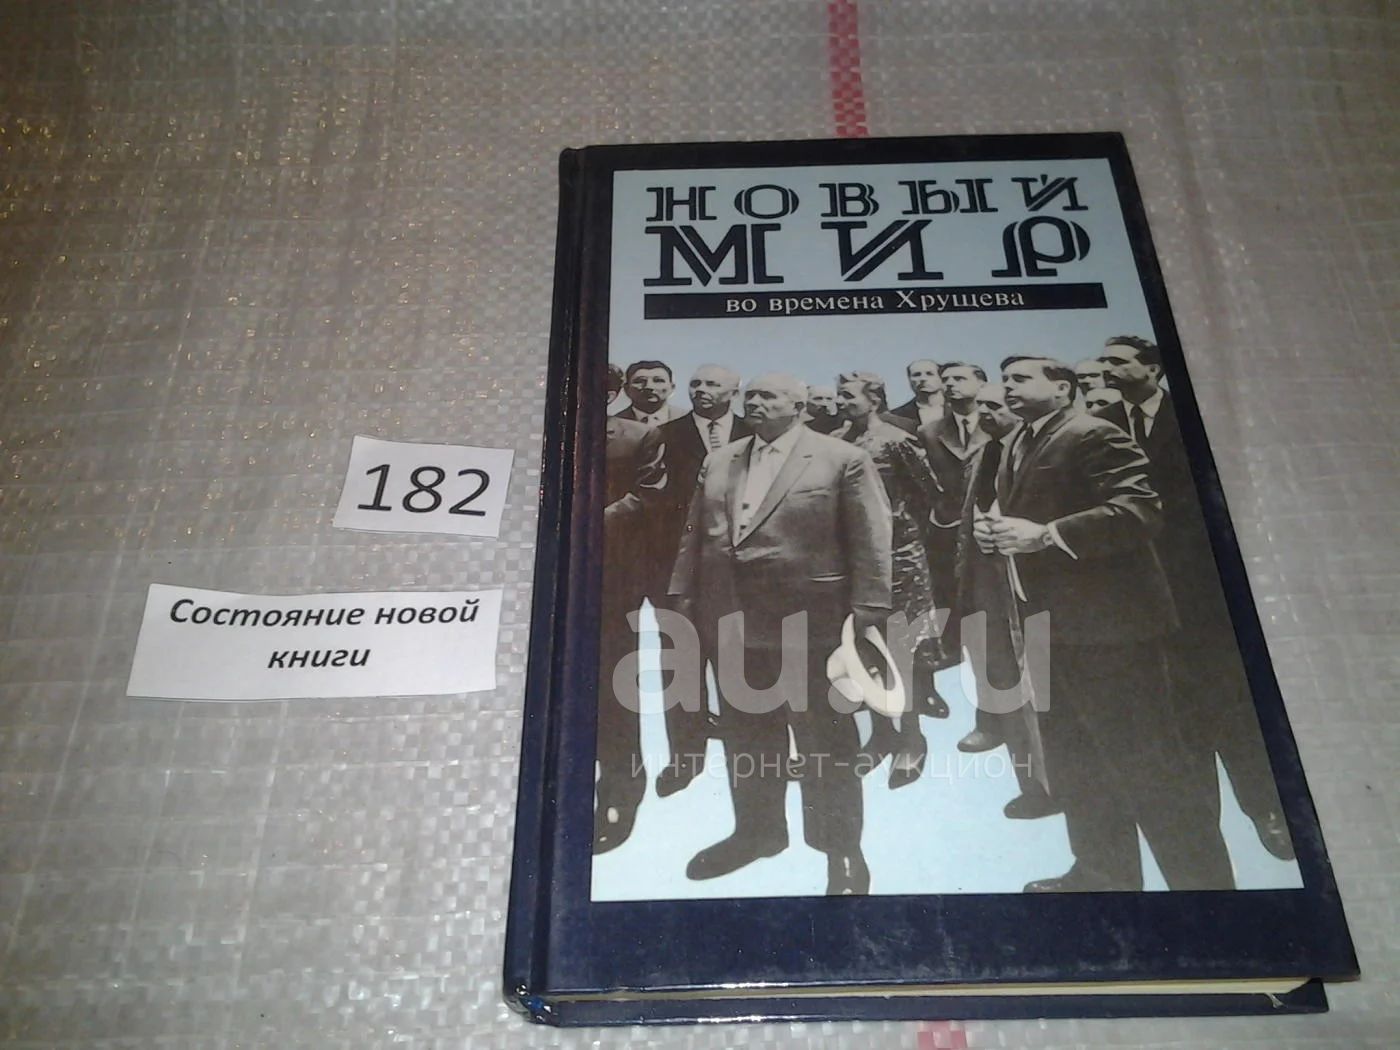 НОВЫЙ
МИР
во времена Хрущева
182
Состояние новой
книги
au.ru
интернет-аукцион